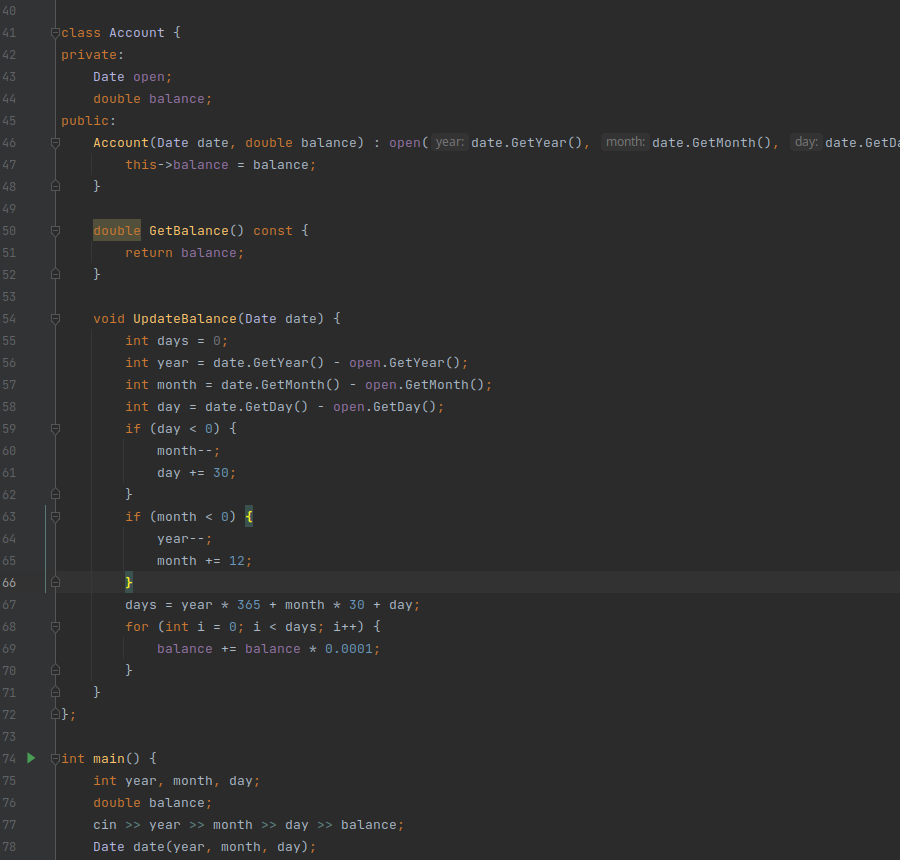 40
41 class Account {
42 private:
43     Date open;
44     double balance;
45 public:
46     Account(Date date, double balance) : open( year: date.GetYear(), month: date.GetMonth(), day: date.GetDa
47         this->balance = balance;
48     }
49
50     double GetBalance() const {
51         return balance;
52     }
53
54     void UpdateBalance(Date date) {
55         int days = 0;
56         int year = date.GetYear() - open.GetYear();
57         int month = date.GetMonth() - open.GetMonth();
58         int day = date.GetDay() - open.GetDay();
59         if (day < 0) {
60             month--;
61             day += 30;
62         }
63         if (month < 0) {
64             year--;
65             month += 12;
66         }
67         days = year * 365 + month * 30 + day;
68         for (int i = 0; i < days; i++) {
69             balance += balance * 0.0001;
70         }
71     }
72 };
73
74 int main() {
75     int year, month, day;
76     double balance;
77     cin >> year >> month >> day >> balance;
78     Date date(year, month, day);